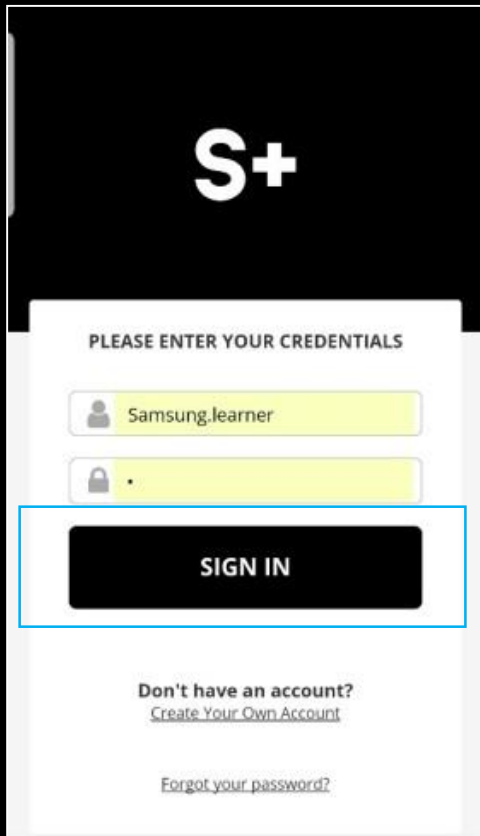 S+
PLEASE ENTER YOUR CREDENTIALS
Samsung.learner
•
SIGN IN
Don't have an account?
Create Your Own Account
Forgot your password?